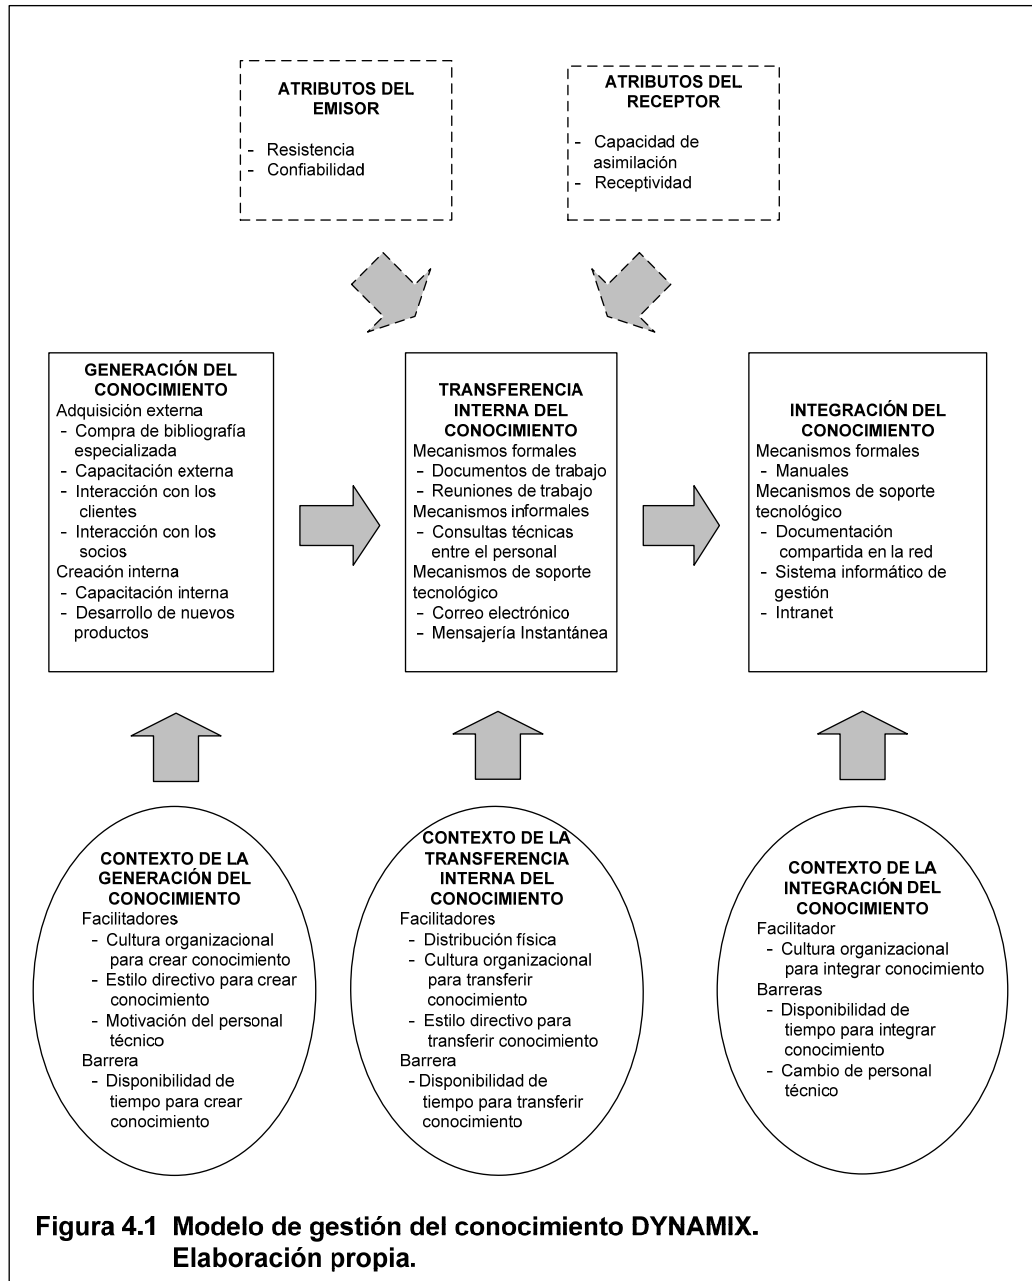 ATRIBUTOS DEL
EMISOR
- Resistencia
- Confiabilidad
ATRIBUTOS DEL
RECEPTOR
- Capacidad de
asimilación
- Receptividad
GENERACIÓN DEL
CONOCIMIENTO
Adquisición externa
- Compra de bibliografía
especializada
- Capacitación externa
- Interacción con los
clientes
- Interacción con los
socios
Creación interna
- Capacitación interna
- Desarrollo de nuevos
productos
TRANSFERENCIA
INTERNA DEL
CONOCIMIENTO
Mecanismos formales
- Documentos de trabajo
- Reuniones de trabajo
Mecanismos informales
- Consultas técnicas
entre el personal
Mecanismos de soporte
tecnológico
- Correo electrónico
- Mensajería Instantánea
INTEGRACIÓN DEL
CONOCIMIENTO
Mecanismos formales
- Manuales
Mecanismos de soporte
tecnológico
- Documentación
compartida en la red
- Sistema informático de
gestión
- Intranet
CONTEXTO DE LA
GENERACIÓN DEL
CONOCIMIENTO
Facilitadores
- Cultura organizacional
para crear conocimiento
- Estilo directivo para crear
conocimiento
- Motivación del personal
técnico
Barrera
- Disponibilidad de
tiempo para crear
conocimiento
CONTEXTO DE LA
TRANSFERENCIA
INTERNA DEL
CONOCIMIENTO
Facilitadores
- Distribución física
- Cultura organizacional
para transferir
conocimiento
- Estilo directivo para
transferir conocimiento
Barrera
- Disponibilidad de
tiempo para transferir
conocimiento
CONTEXTO DE LA
INTEGRACIÓN DEL
CONOCIMIENTO
Facilitador
- Cultura organizacional
para integrar conocimiento
Barreras
- Disponibilidad de
tiempo para integrar
conocimiento
- Cambio de personal
técnico
Figura 4.1 Modelo de gestión del conocimiento DYNAMIX.
Elaboración propia.